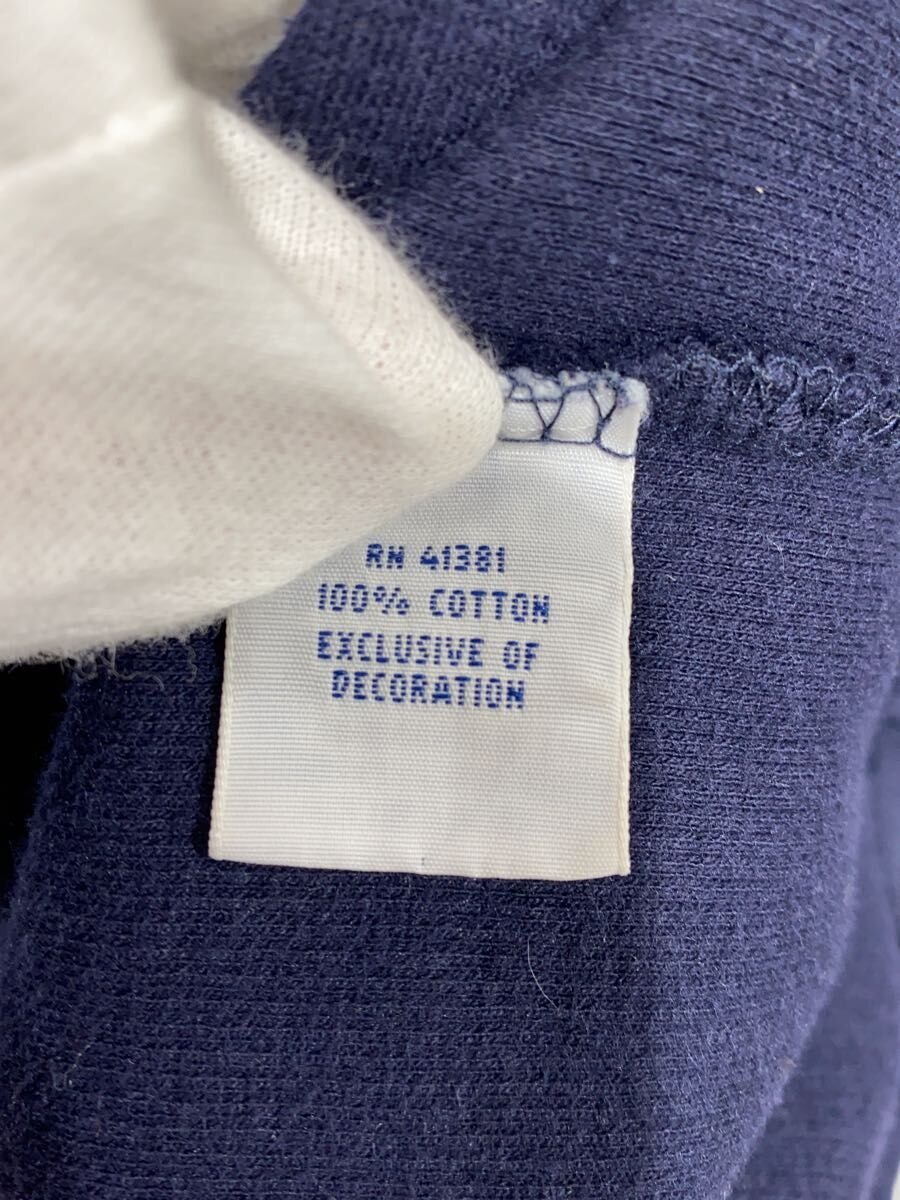 RN 41381
100% COTTON
EXCLUSIVE OF
DECORATION